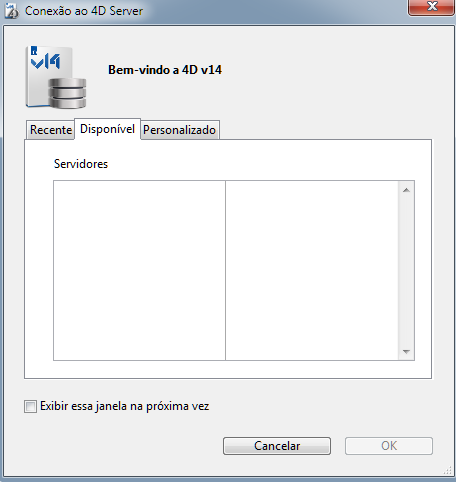 Conexão ao 4D Server
v14
Bem-vindo a 4D v14
Recente Disponível Personalizado
Servidores
Exibir essa janela na próxima vez
Cancelar OK